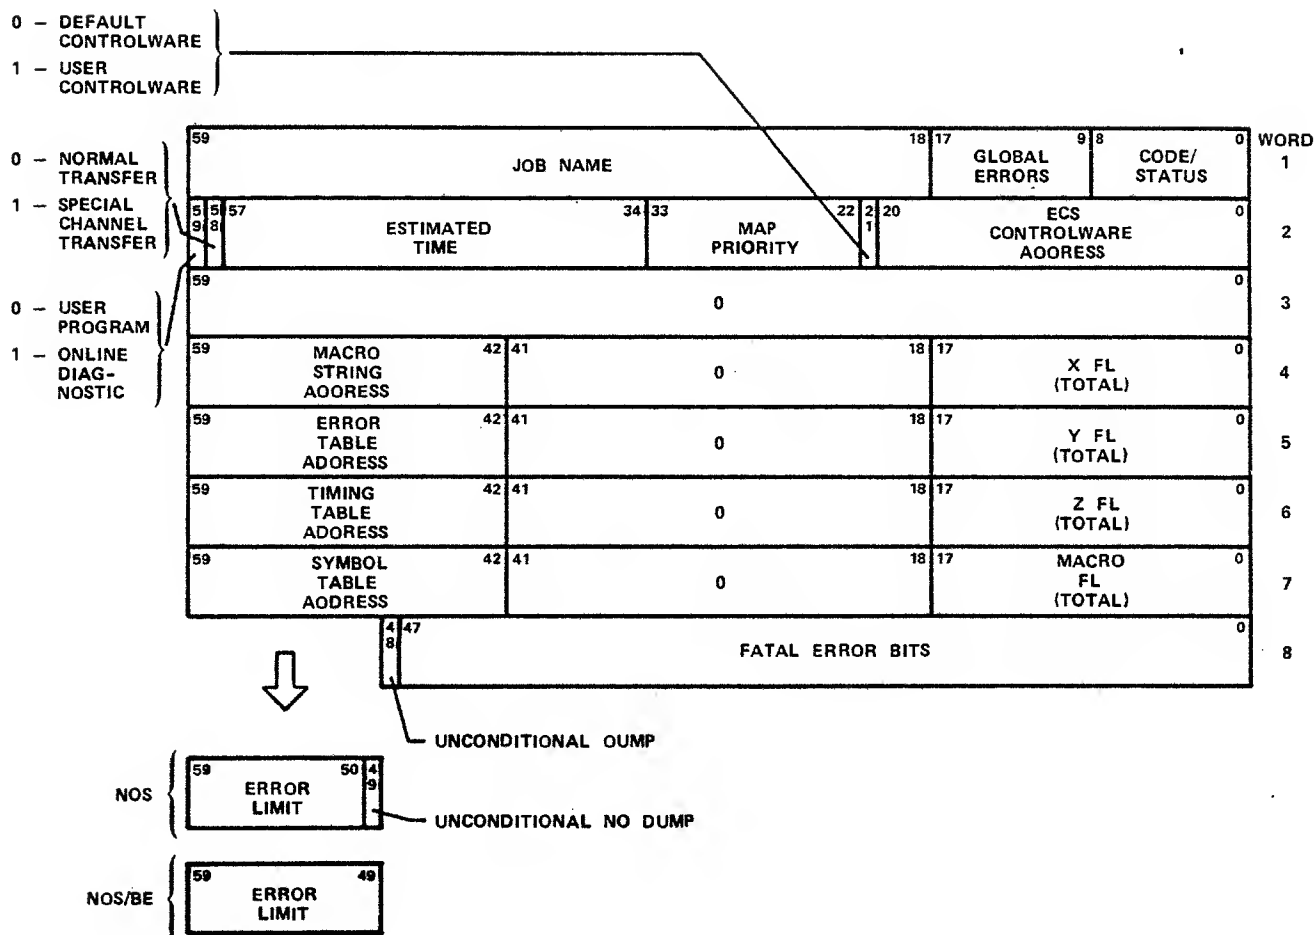 0 – DEFAULT
CONTROLWARE
1 – USER
CONTROLWARE
0 – NORMAL
TRANSFER
1 – SPECIAL
CHANNEL
TRANSFER
0 – USER
PROGRAM
1 – ONLINE
DIAG-
NOSTIC
59 JOB NAME 18 17 GLOBAL ERRORS 9 8 CODE/ STATUS 0 WORD 1
59 58 57 ESTIMATED TIME 34 33 MAP PRIORITY 22 21 20 ECS CONTROLWARE AOORESS 0 2
59 0 0 3
59 MACRO STRING AOORESS 42 41 0 18 17 X FL (TOTAL) 0 4
59 ERROR TABLE ADORESS 42 41 0 18 17 Y FL (TOTAL) 0 5
59 TIMING TABLE ADORESS 42 41 0 18 17 Z FL (TOTAL) 0 6
59 SYMBOL TABLE AODRESS 42 41 0 18 17 MACRO FL (TOTAL) 0 7
48 47 FATAL ERROR BITS 0 8
UNCONDITIONAL OUMP
NOS 59 ERROR LIMIT 50 49
UNCONDITIONAL NO DUMP
NOS/BE 59 ERROR LIMIT 49